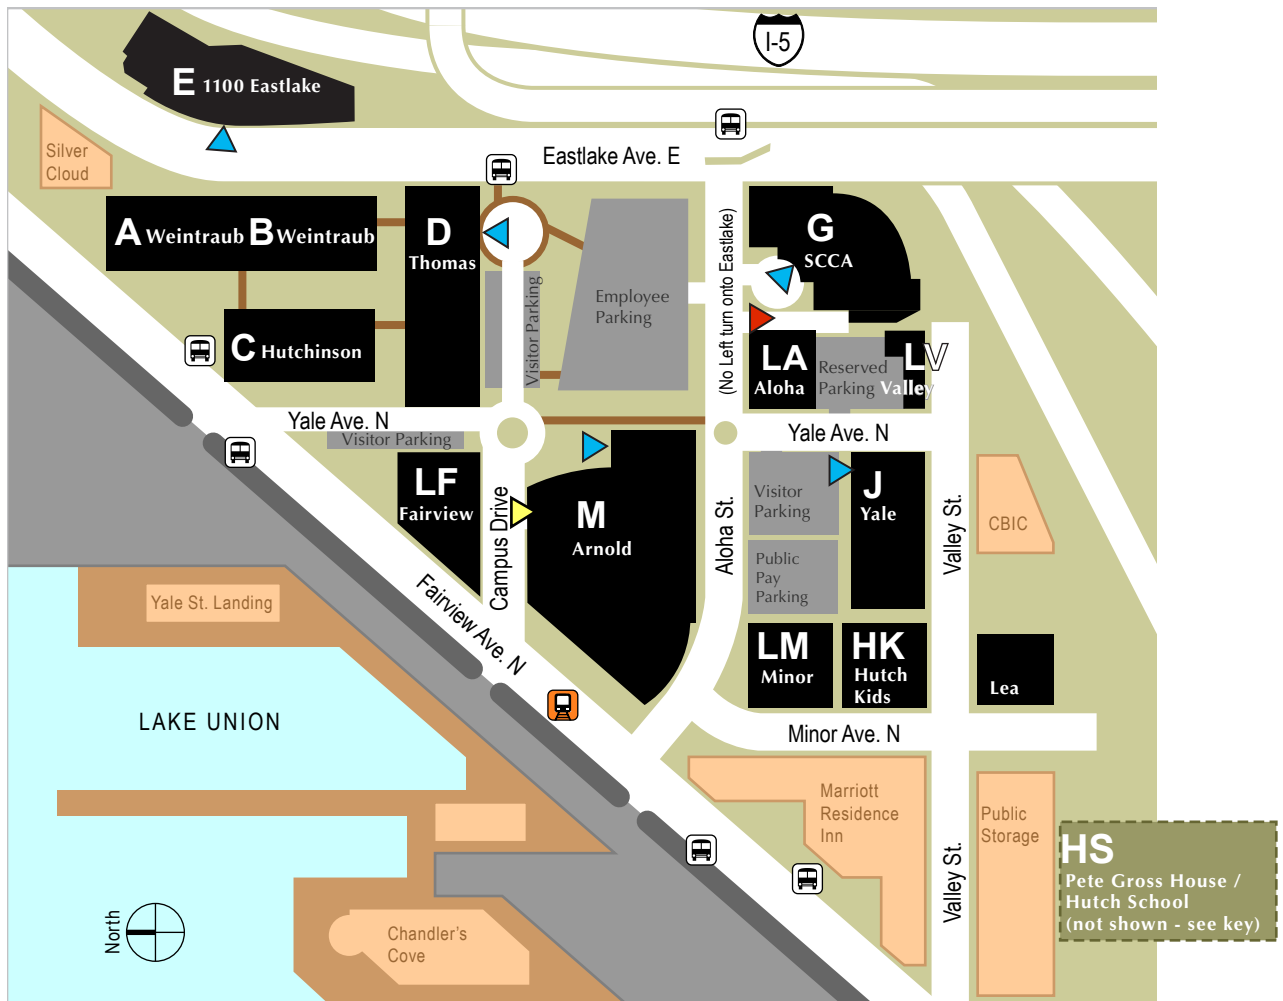 I-5
E 1100 Eastlake
Eastlake Ave. E
Silver
Cloud
A Weintraub B Weintraub
D
Thomas
G
SCCA
(No Left turn onto Eastlake)
Employee
Parking
Visitor Parking
C Hutchinson
LA
Aloha
Reserved
Parking
LV
Valley
Yale Ave. N
Visitor Parking
Yale Ave. N
LF
Fairview
Campus Drive
M
Arnold
Aloha St.
Visitor
Parking
J
Yale
Valley St.
CBIC
Public
Pay
Parking
Yale St. Landing
Fairview Ave. N
LM
Minor
HK
Hutch
Kids
Lea
LAKE UNION
Minor Ave. N
Marriott
Residence
Inn
Public
Storage
Valley St.
HS
Pete Gross House /
Hutch School
(not shown - see key)
North
Chandler's
Cove